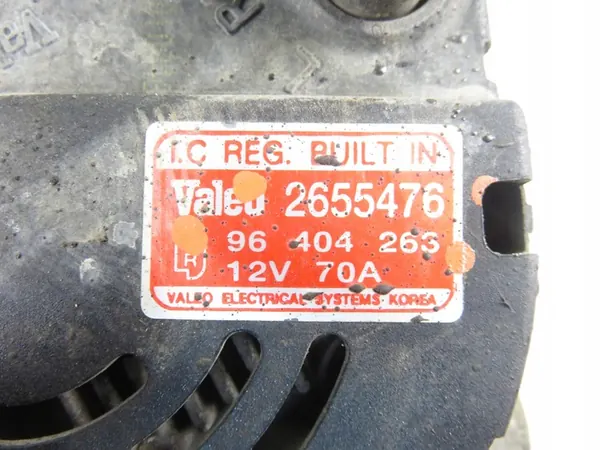 I.C REG. BUILT IN
Valeo 2655476
96 404 263
12V 70A
VALEO ELECTRICAL SYSTEMS KOREA